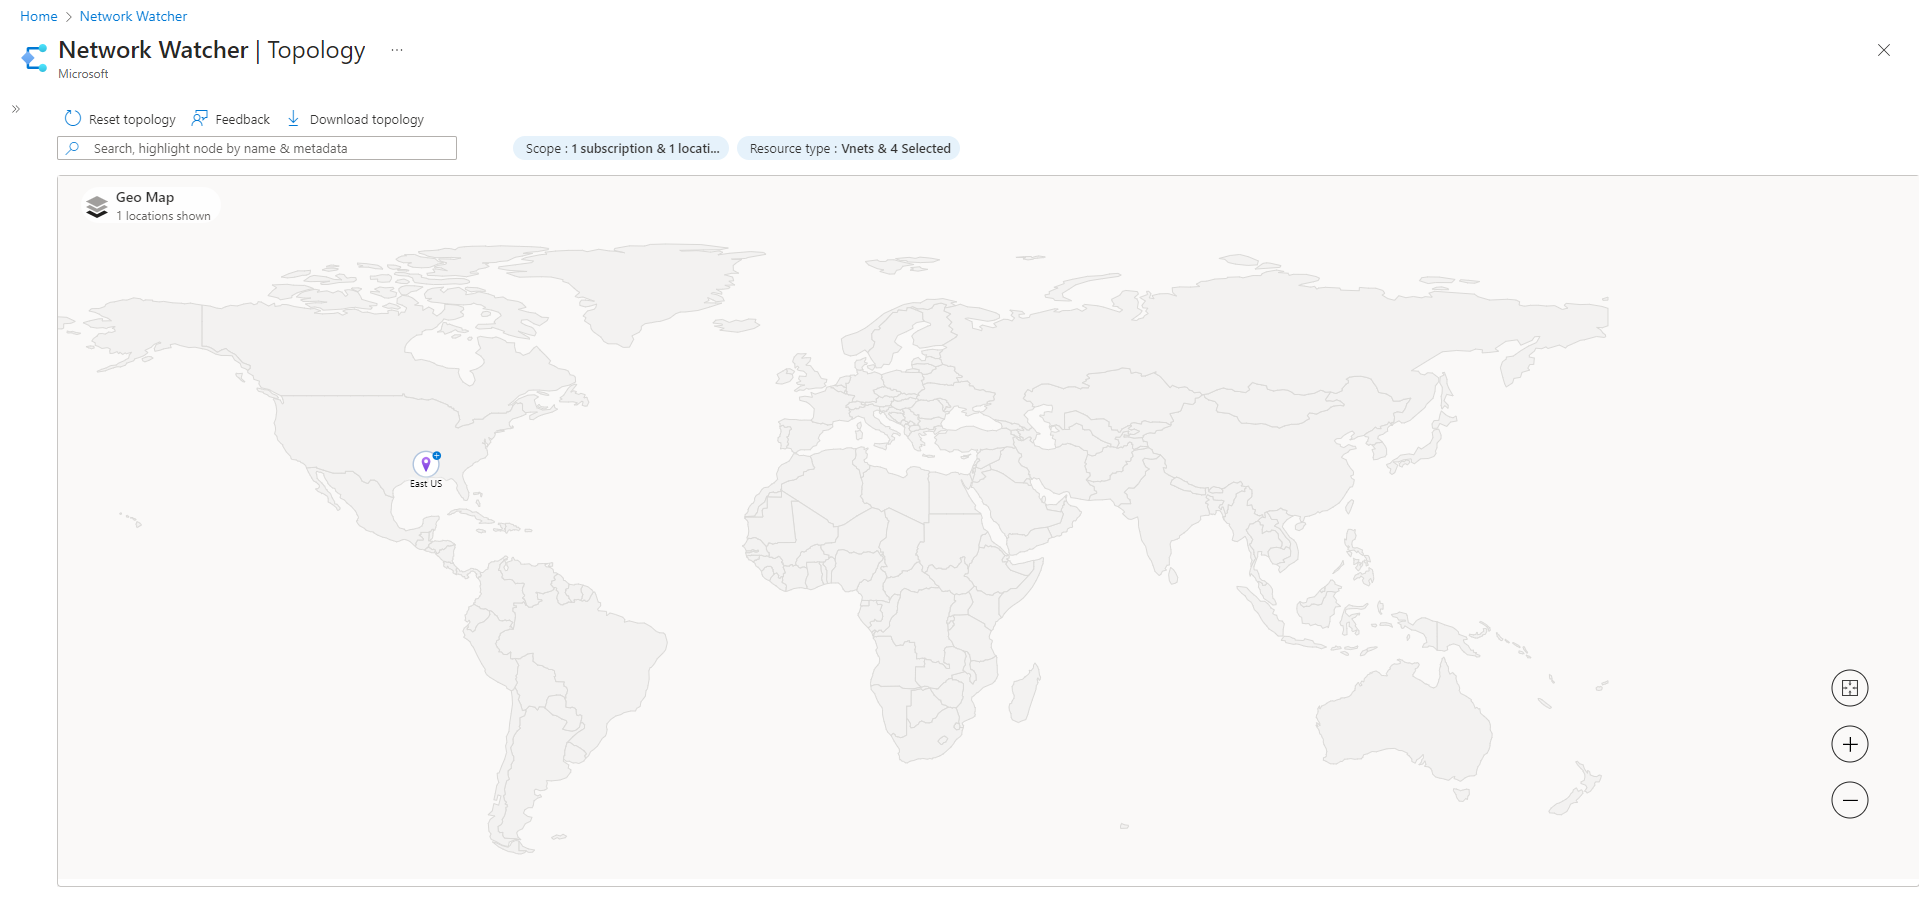 Home > Network Watcher
Network Watcher | Topology ...
Microsoft
Reset topology Feedback Download topology
Search, highlight node by name & metadata
Scope : 1 subscription & 1 locati... Resource type : Vnets & 4 Selected
Geo Map
1 locations shown
East US